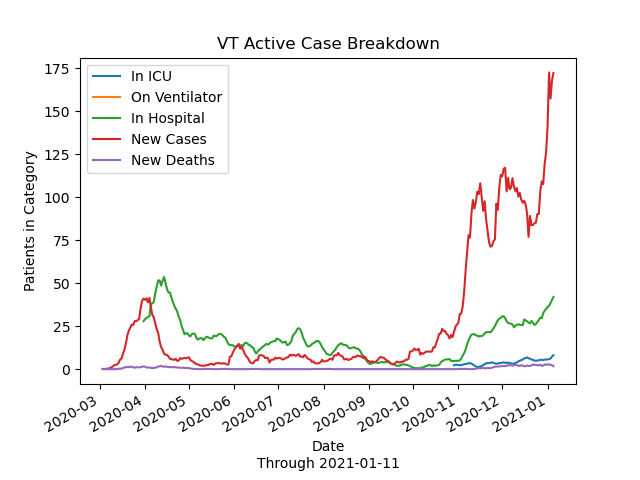 VT Active Case Breakdown
In ICU
On Ventilator
In Hospital
New Cases
New Deaths
Patients in Category
175
150
125
100
75
50
25
0
2020-03
2020-04
2020-05
2020-06
2020-07
2020-08
2020-09
2020-10
2020-11
2020-12
2021-01
Date
Through 2021-01-11